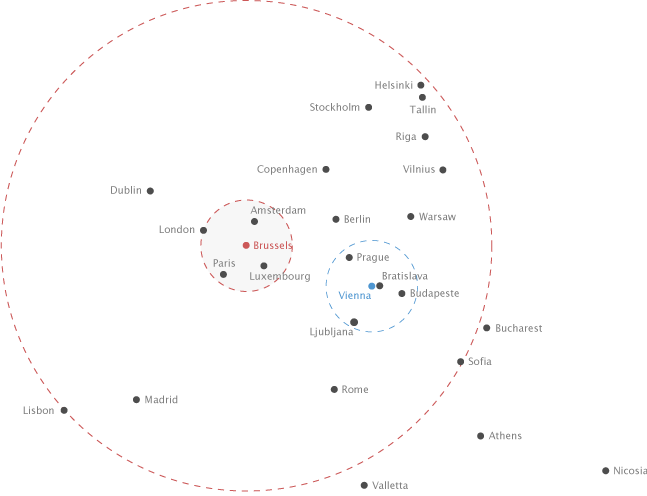 Helsinki
Stockholm
Tallin
Riga
Copenhagen
Vilnius
Dublin
Amsterdam
Warsaw
Berlin
London
Brussels
Prague
Paris
Luxembourg
Bratislava
Vienna
Budapeste
Ljubljana
Bucharest
Sofia
Rome
Madrid
Lisbon
Athens
Nicosia
Valletta